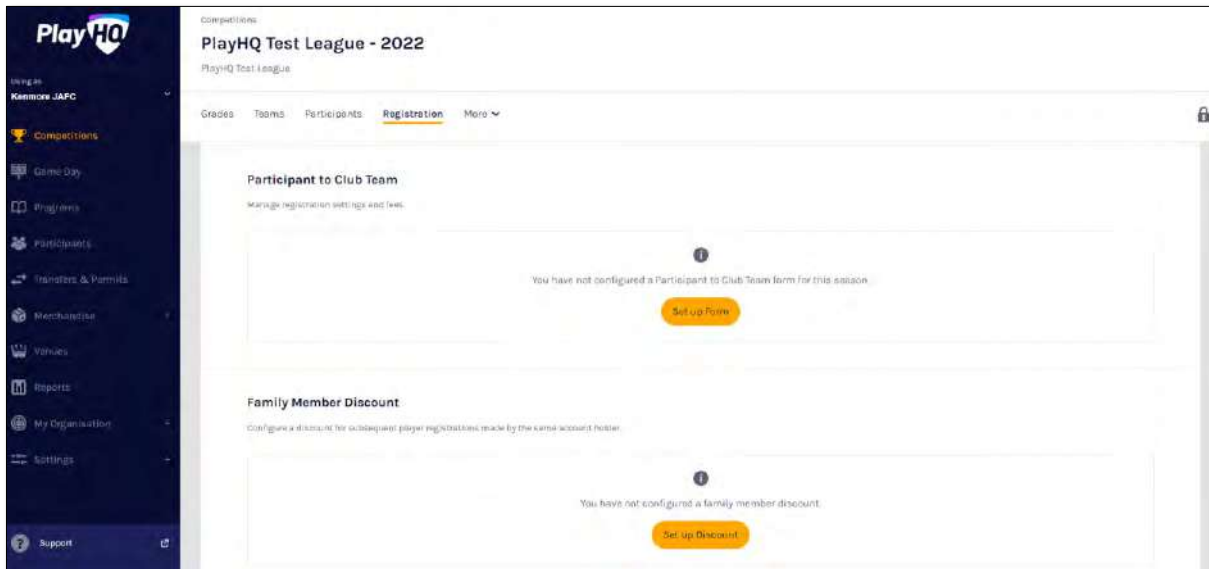 PlayHQ
Using as
Kenmore JAFC
Competitions
Game Day
Programs
Participants
Transfers & Permits
Merchandise
Venues
Reports
My Organisation
Settings
Support
Competitions
PlayHQ Test League - 2022
PlayHQ Test League
Grades Teams Participants Registration More
Participant to Club Team
Manage registration settings and fees.
You have not configured a Participant to Club Team form for this season
Set up Form
Family Member Discount
Configure a discount for subsequent player registrations made by the same account holder.
You have not configured a family member discount
Set up Discount